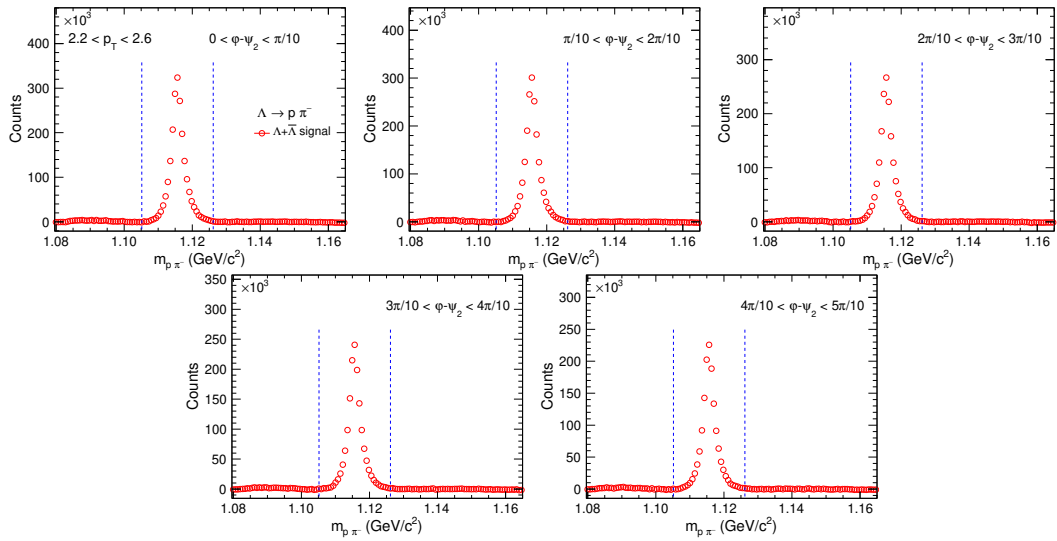 ×10³
2.2 < p_T < 2.6 0 < φ-ψ₂ < π/10
400
300
200
100
0
Counts
Λ → p π⁻
Λ+Λ̅ signal
1.08 1.10 1.12 1.14 1.16
m_{p π⁻} (GeV/c²)
×10³
π/10 < φ-ψ₂ < 2π/10
400
300
200
100
0
Counts
1.08 1.10 1.12 1.14 1.16
m_{p π⁻} (GeV/c²)
×10³
2π/10 < φ-ψ₂ < 3π/10
400
300
200
100
0
Counts
1.08 1.10 1.12 1.14 1.16
m_{p π⁻} (GeV/c²)
×10³
3π/10 < φ-ψ₂ < 4π/10
350
300
250
200
150
100
50
0
Counts
1.08 1.10 1.12 1.14 1.16
m_{p π⁻} (GeV/c²)
×10³
4π/10 < φ-ψ₂ < 5π/10
300
250
200
150
100
50
0
Counts
1.08 1.10 1.12 1.14 1.16
m_{p π⁻} (GeV/c²)